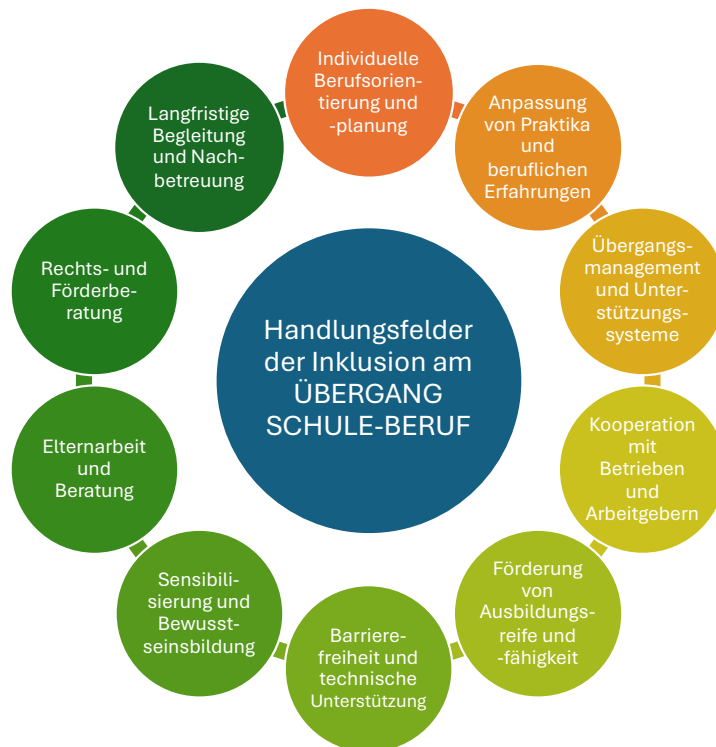 Individuelle
Berufsorien-
tierung und
-planung
Anpassung
von Praktika
und
beruflichen
Erfahrungen
Übergangs-
management
und Unter-
stützungs-
systeme
Kooperation
mit
Betrieben
und
Arbeitgebern
Förderung
von
Ausbildungs-
reife und
-fähigkeit
Barriere-
freiheit und
technische
Unterstützung
Sensibili-
sierung und
Bewusst-
seinsbildung
Elternarbeit
und
Beratung
Rechts- und
Förderbe-
ratung
Langfristige
Begleitung
und Nach-
betreuung
Handlungsfelder
der Inklusion am
ÜBERGANG
SCHULE-BERUF